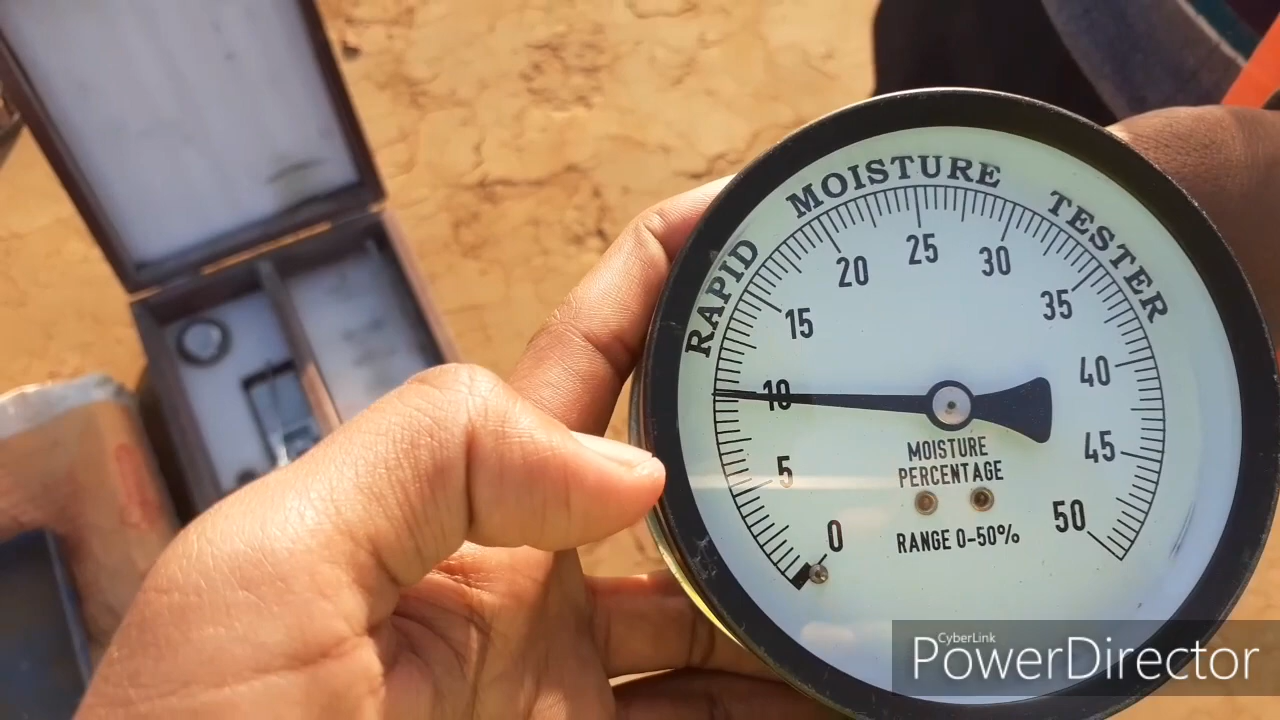 RAPID MOISTURE TESTER
0
5
10
15
20
25
30
35
40
45
50
MOISTURE
PERCENTAGE
RANGE 0-50%
CyberLink
PowerDirector